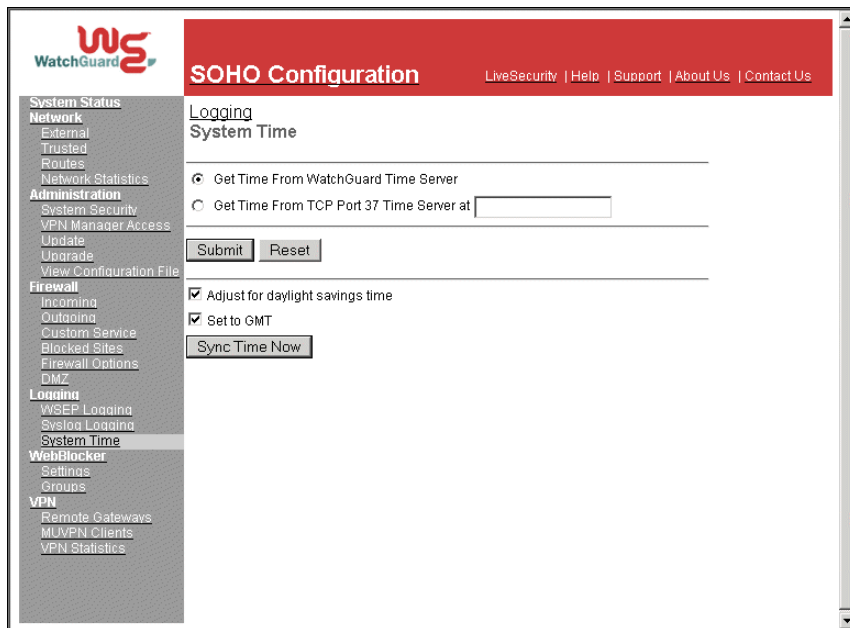 WatchGuard
SOHO Configuration
LiveSecurity | Help | Support | About Us | Contact Us
System Status
Network
External
Trusted
Routes
Network Statistics
Administration
System Security
VPN Manager Access
Update
Upgrade
View Configuration File
Firewall
Incoming
Outgoing
Custom Service
Blocked Sites
Firewall Options
DMZ
Logging
WSEP Logging
Syslog Logging
System Time
WebBlocker
Settings
Groups
VPN
Remote Gateways
MUVPN Clients
VPN Statistics
Logging
System Time
Get Time From WatchGuard Time Server
Get Time From TCP Port 37 Time Server at
Submit Reset
Adjust for daylight savings time
Set to GMT
Sync Time Now